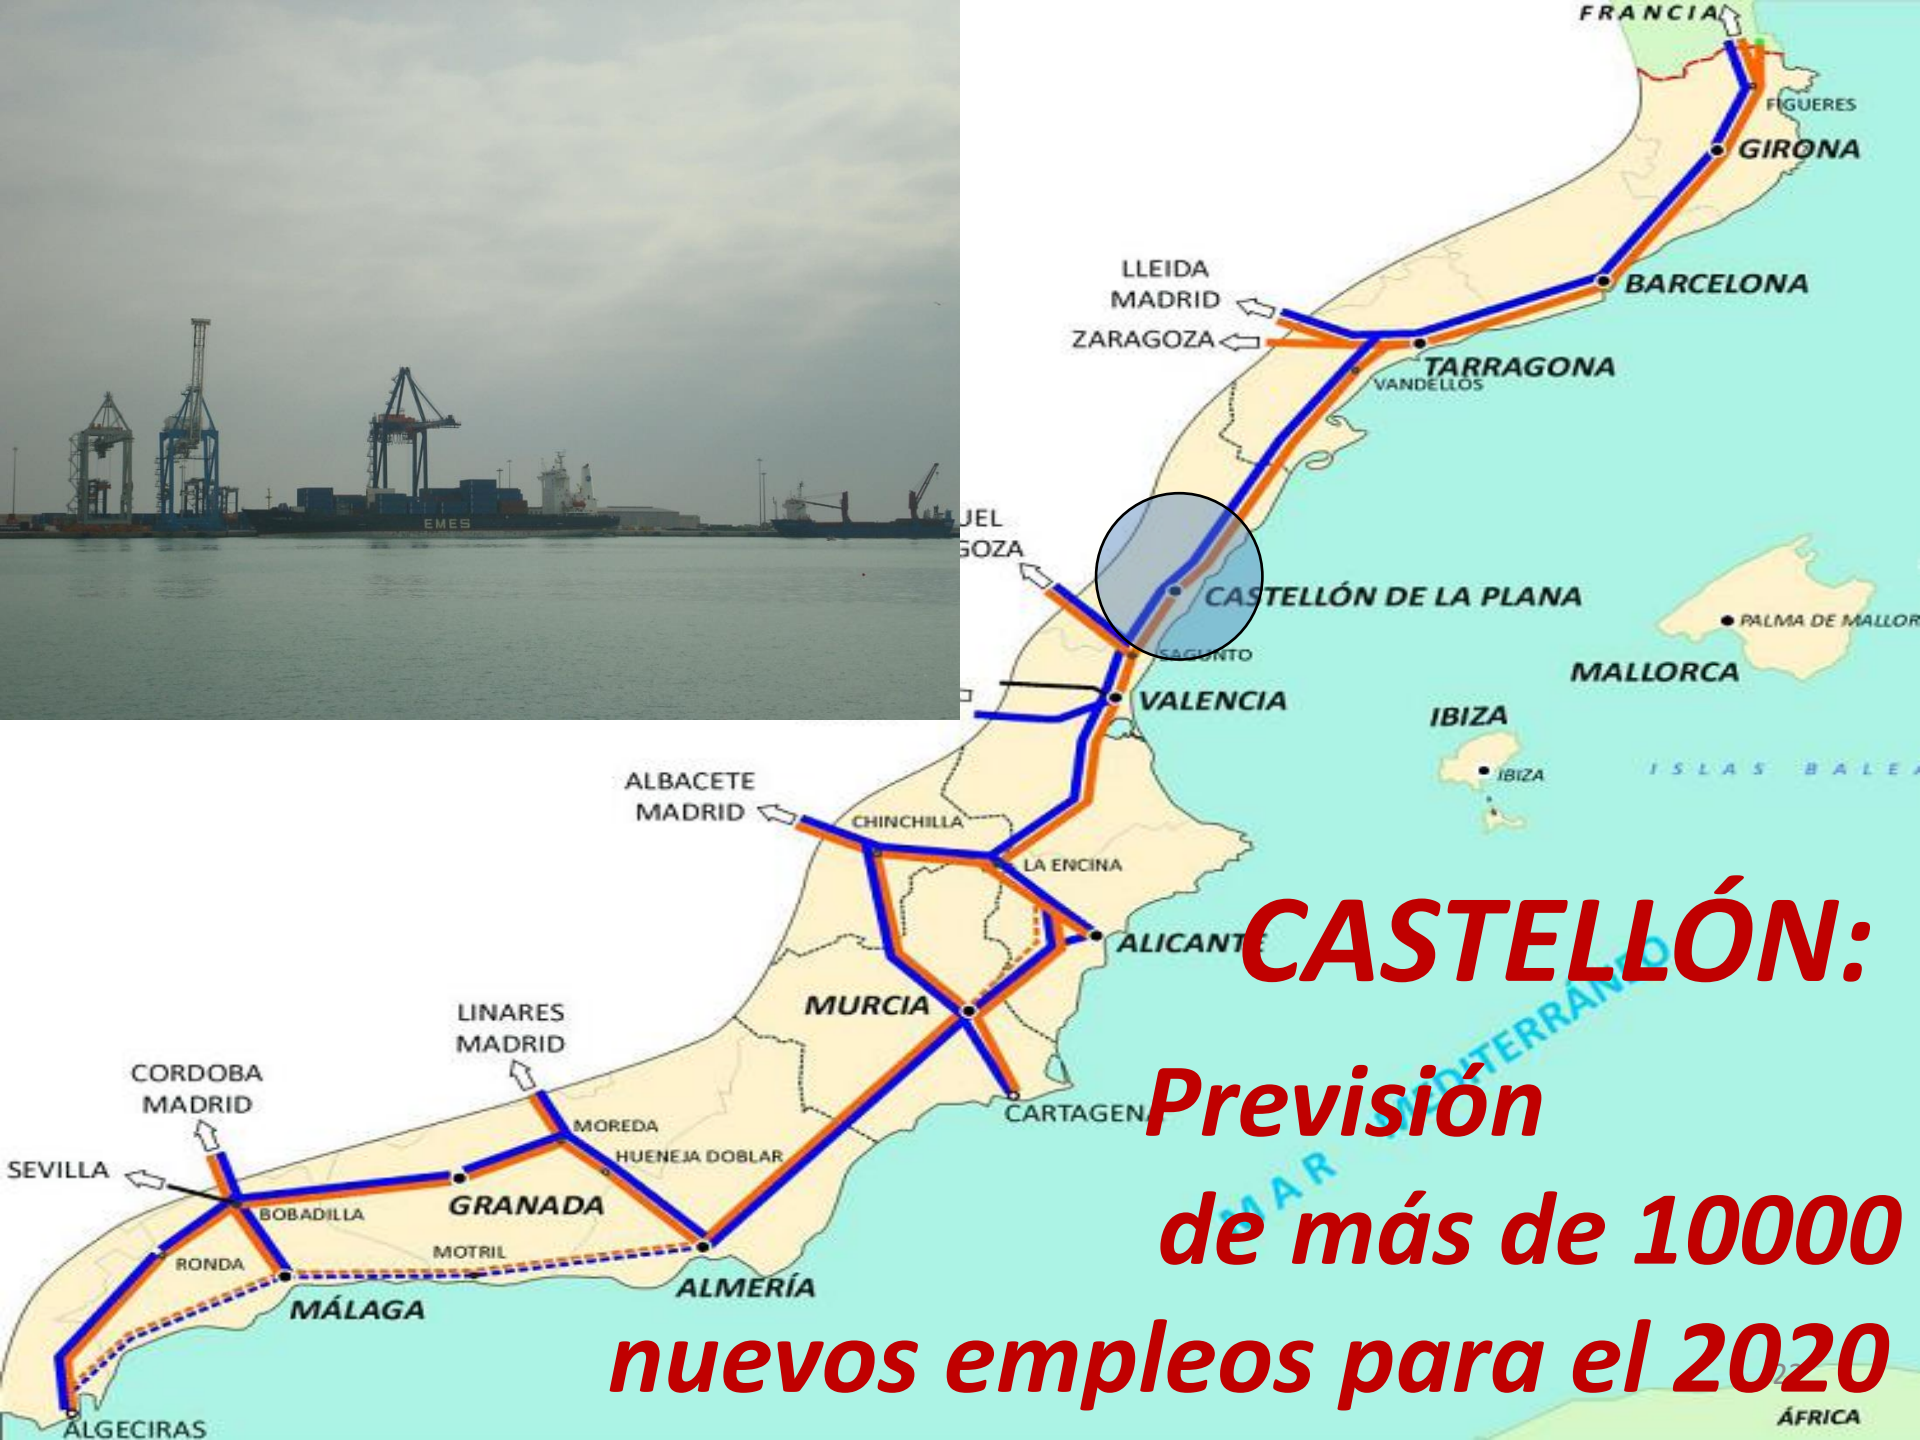 FRANCIA
FIGUERES
GIRONA
LLEIDA
MADRID
BARCELONA
ZARAGOZA
TARRAGONA
VANDELLÓS
EMES
UEL
GOZA
CASTELLÓN DE LA PLANA
SAGUNTO
PALMA DE MALLOR
MALLORCA
VALENCIA
IBIZA
IBIZA
ISLAS BALEA
ALBACETE
MADRID
CHINCHILLA
LA ENCINA
ALICANTE
CASTELLÓN:
MURCIA
LINARES
MADRID
CORDOBA
MADRID
MAR MEDITERRÁNEO
CARTAGENA
Previsión
MOREDA
HUENEJA DOBLAR
SEVILLA
GRANADA
BOBADILLA
de más de 10000
MOTRIL
RONDA
ALMERÍA
MÁLAGA
nuevos empleos para el 2020
ÁFRICA
ALGECIRAS